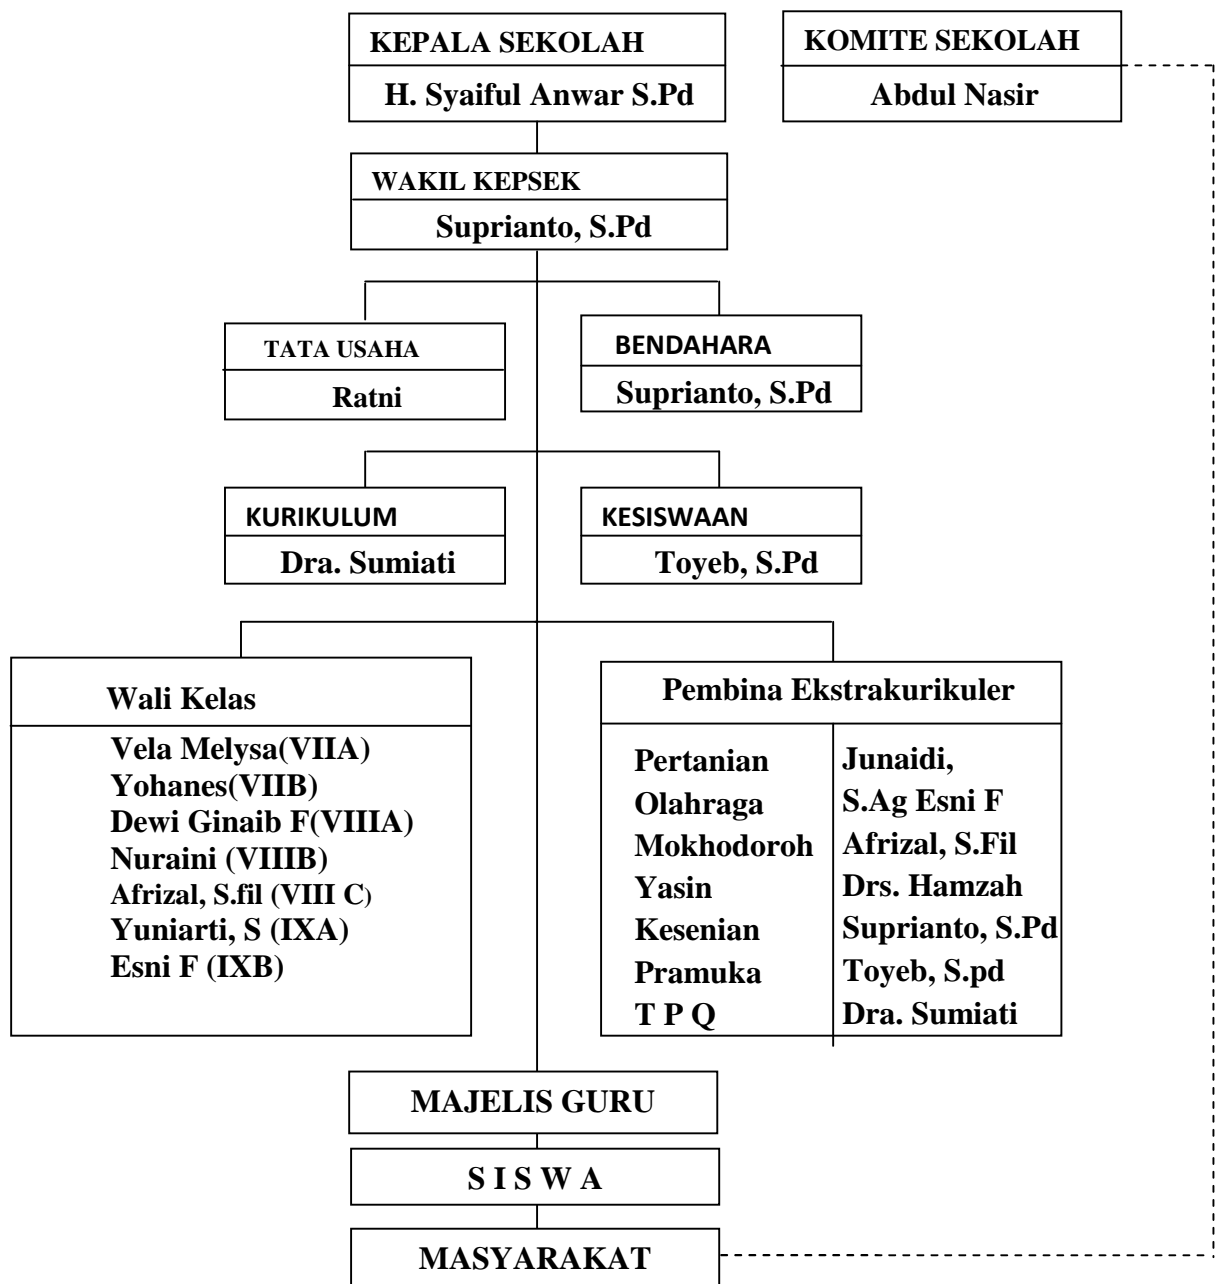 KEPALA SEKOLAH
H. Syaiful Anwar S.Pd
KOMITE SEKOLAH
Abdul Nasir
WAKIL KEPSEK
Suprianto, S.Pd
TATA USAHA
Ratni
BENDAHARA
Suprianto, S.Pd
KURIKULUM
Dra. Sumiati
KESISWAAN
Toyeb, S.Pd
Wali Kelas
Vela Melysa(VIIA)
Yohanes(VIIB)
Dewi Ginaib F(VIIIA)
Nuraini (VIIIB)
Afrizal, S.fil (VIII C)
Yuniarti, S (IXA)
Esni F (IXB)
Pembina Ekstrakurikuler
Pertanian Junaidi,
Olahraga S.Ag Esni F
Mokhodoroh Afrizal, S.Fil
Yasin Drs. Hamzah
Kesenian Suprianto, S.Pd
Pramuka Toyeb, S.pd
T P Q Dra. Sumiati
MAJELIS GURU
S I S W A
MASYARAKAT